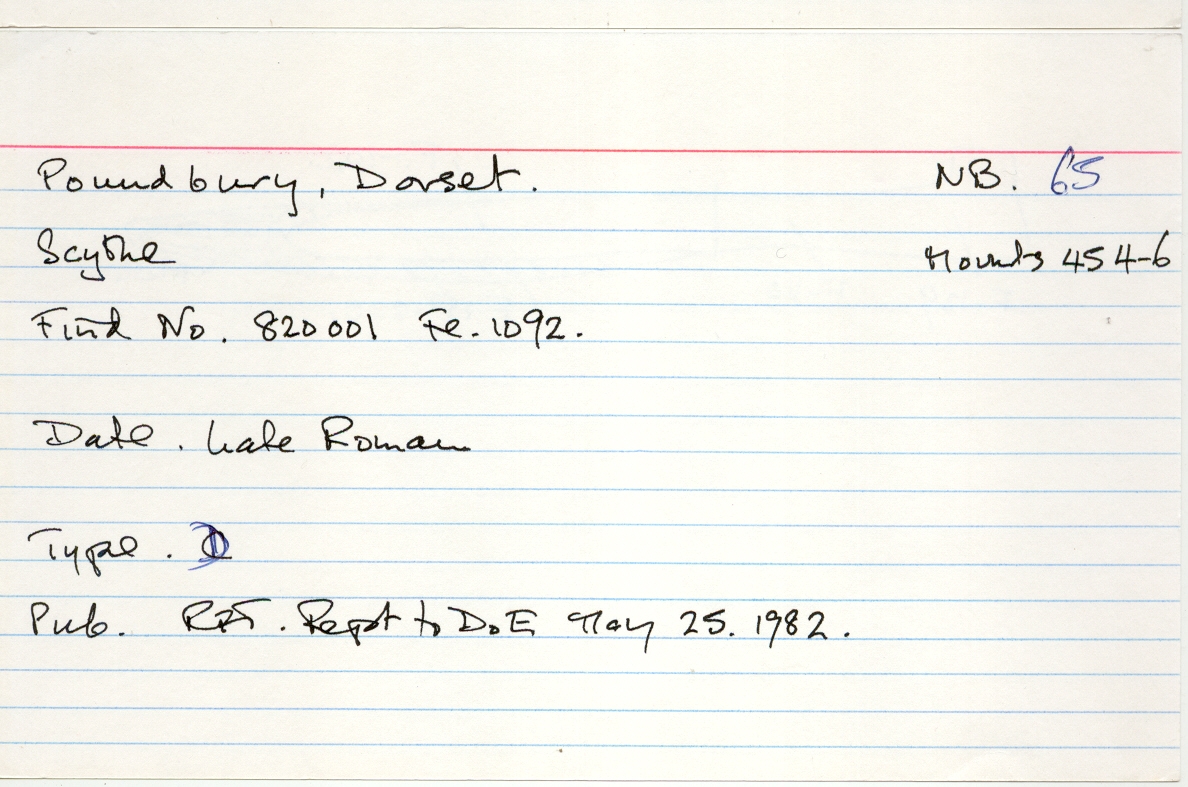 Poundbury, Dorset. NB. 65
Scythe Mounts 454-6
Find No. 820001 Fe. 1092.
Date. Late Roman
Type.
Pub. RFT. Rept to DoE May 25. 1982.